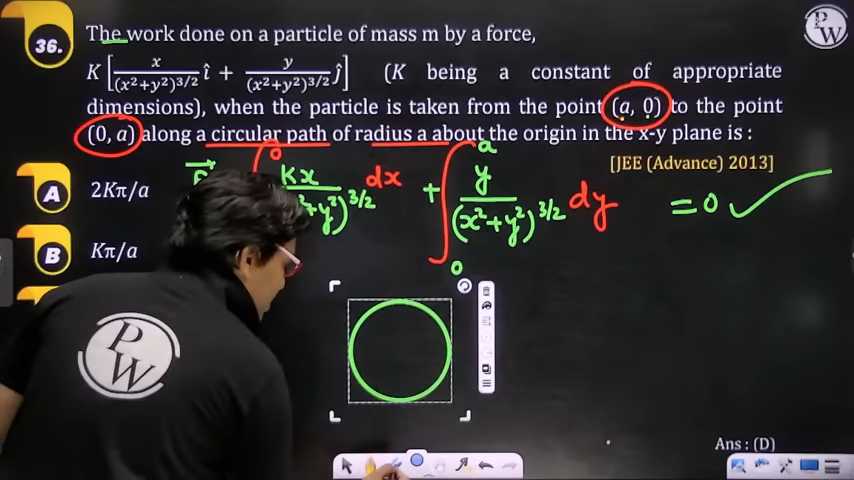 36. The work done on a particle of mass m by a force,
K [ x/(x²+y²)^3/2 î + y/(x²+y²)^3/2 ĵ ] (K being a constant of appropriate
dimensions), when the particle is taken from the point (a, 0) to the point
(0, a) along a circular path of radius a about the origin in the x-y plane is :
[JEE (Advance) 2013]
A 2Kπ/a
Kx dx + ∫ y/(x²+y²)^3/2 dy = 0 ✓
a
0
B Kπ/a
PW
PW
Ans : (D)